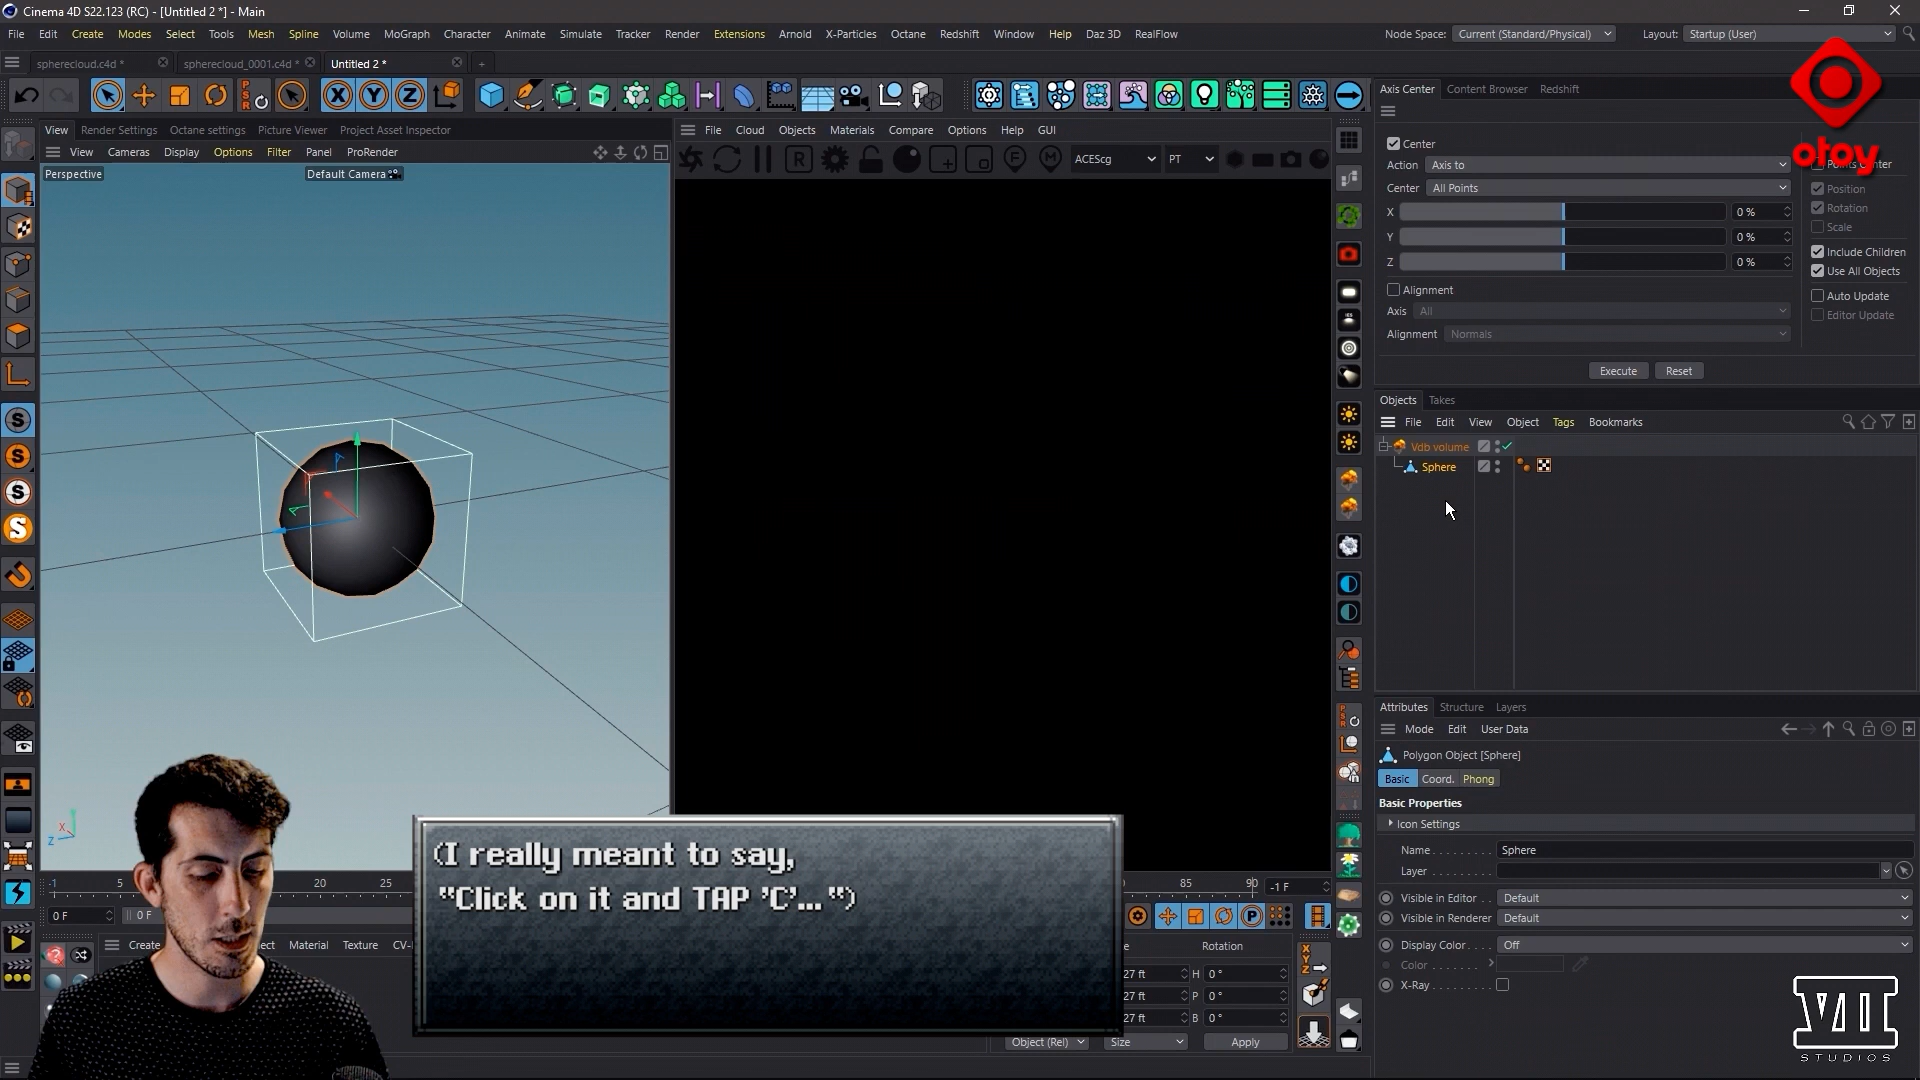 Cinema 4D S22.123 (RC) - [Untitled 2 *] - Main
File Edit Create Modes Select Tools Mesh Spline Volume MoGraph Character Animate Simulate Tracker Render Extensions Arnold X-Particles Octane Redshift Window Help Daz 3D RealFlow
Node Space: Current (Standard/Physical) Layout: Startup (User)
spherecloud.c4d * spherecloud_0001.c4d * Untitled 2 *
View Render Settings Octane settings Picture Viewer Project Asset Inspector
View Cameras Display Options Filter Panel ProRender
Perspective Default Camera
File Cloud Objects Materials Compare Options Help GUI
ACEScg PT
Axis Center Content Browser Redshift
otoy
Center
Action Axis to
Center All Points
X 0 %
Y 0 %
Z 0 %
Position
Rotation
Scale
Include Children
Use All Objects
Auto Update
Editor Update
Alignment
Axis All
Alignment Normals
Execute Reset
Objects Takes
File Edit View Object Tags Bookmarks
Vdb volume
Sphere
Attributes Structure Layers
Mode Edit User Data
Polygon Object [Sphere]
Basic Coord. Phong
Basic Properties
Icon Settings
Name Sphere
Layer
Visible in Editor Default
Visible in Renderer Default
Display Color Off
Color
X-Ray
(I really meant to say,
"Click on it and TAP 'C'...")
-1 5 20 25 85 90 -1 F
0 F 0 F
Create Material Texture
Rotation
27 ft H 0 °
27 ft P 0 °
27 ft B 0 °
Object (Rel) Size Apply
VII
STUDIOS